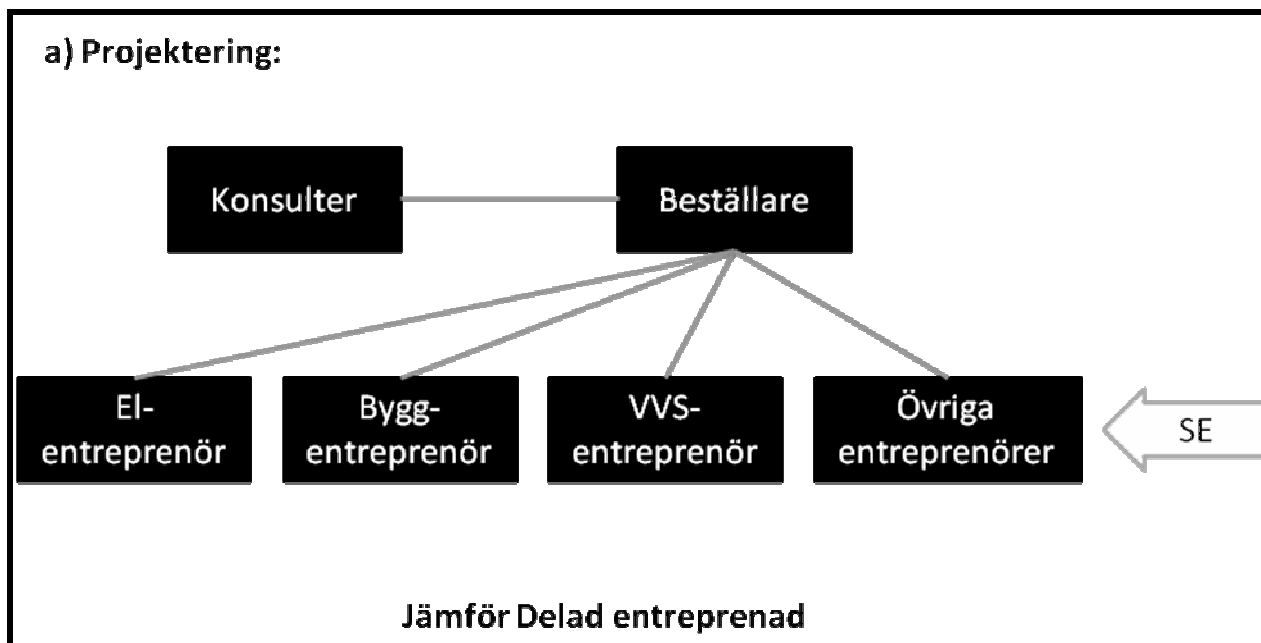 a) Projektering:
Konsulter
Beställare
El-
entreprenör
Bygg-
entreprenör
VVS-
entreprenör
Övriga
entreprenörer
SE
Jämför Delad entreprenad